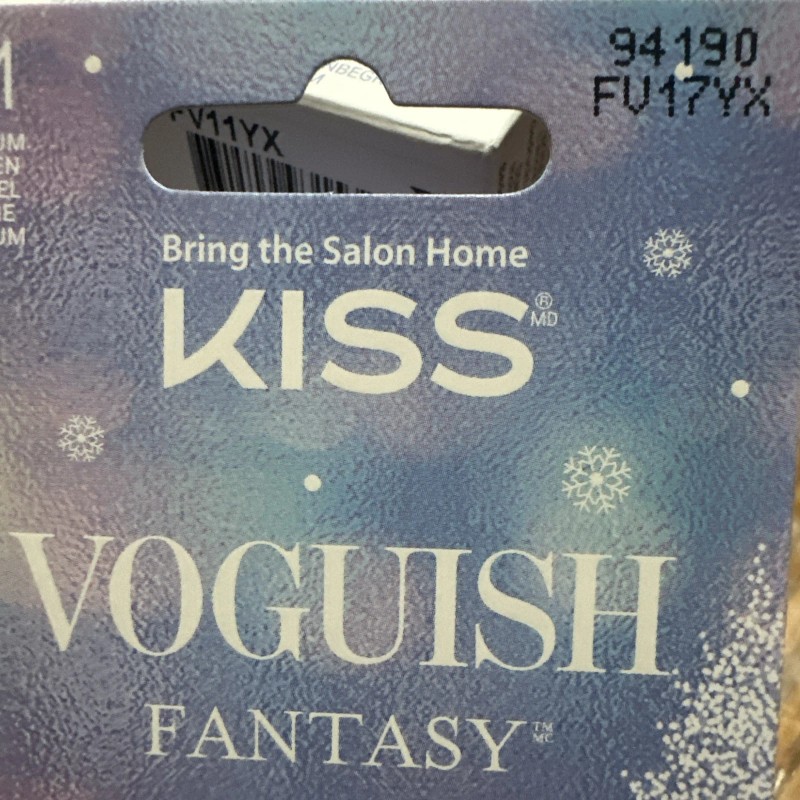 94190
FV17YX
FV11YX
Bring the Salon Home
KISS®
MD
VOGUISH
FANTASY™
MC